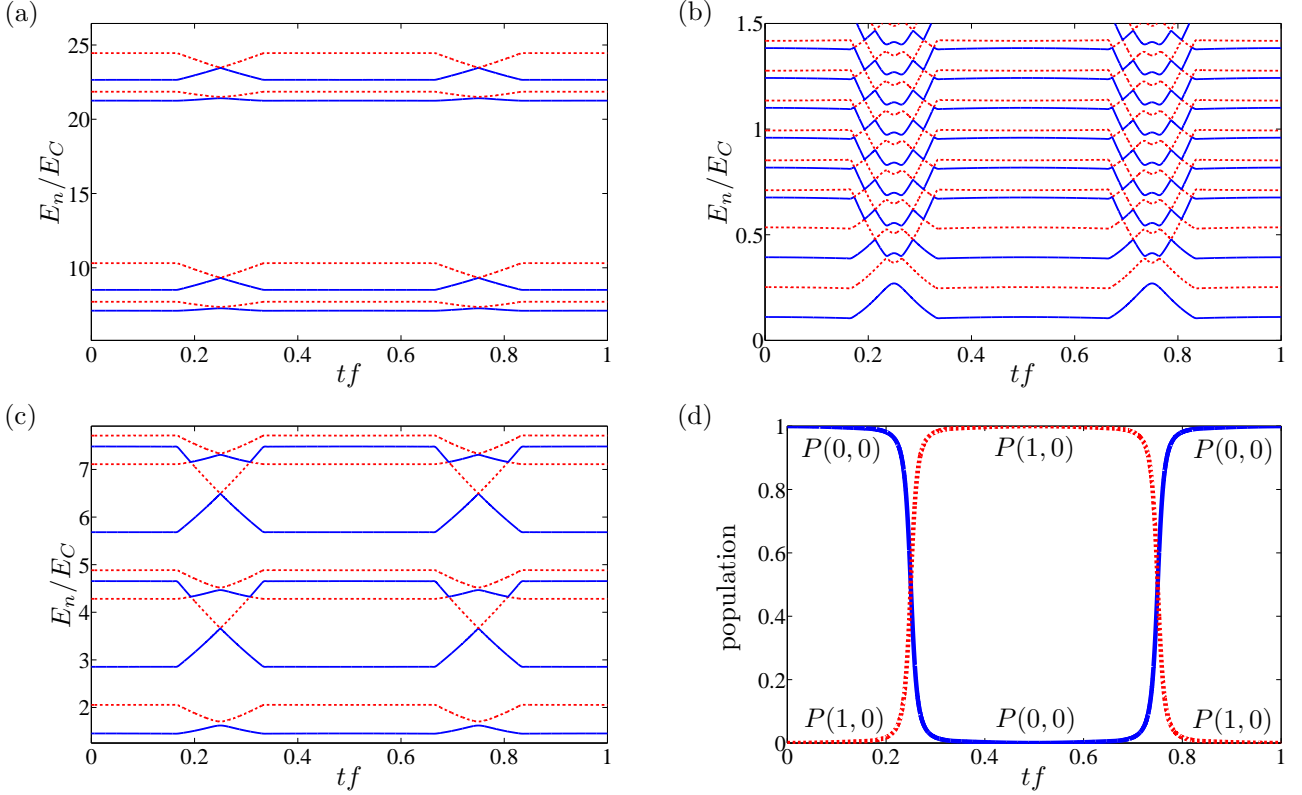 (a)
25
20
15
10
E_n/E_C
0 0.2 0.4 0.6 0.8 1
tf
(b)
1.5
1
0.5
0
E_n/E_C
0 0.2 0.4 0.6 0.8 1
tf
(c)
7
6
5
4
3
2
E_n/E_C
0 0.2 0.4 0.6 0.8 1
tf
(d)
1
0.8
0.6
0.4
0.2
0
population
P(0,0) P(1,0) P(0,0)
P(1,0) P(0,0) P(1,0)
0 0.2 0.4 0.6 0.8 1
tf